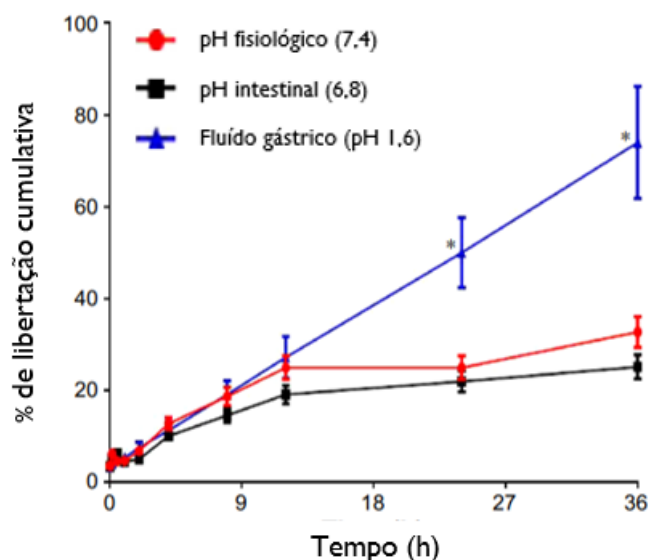 100
80
60
40
20
0
% de libertação cumulativa
pH fisiológico (7,4)
pH intestinal (6,8)
Fluído gástrico (pH 1,6)
*
*
0 9 18 27 36
Tempo (h)